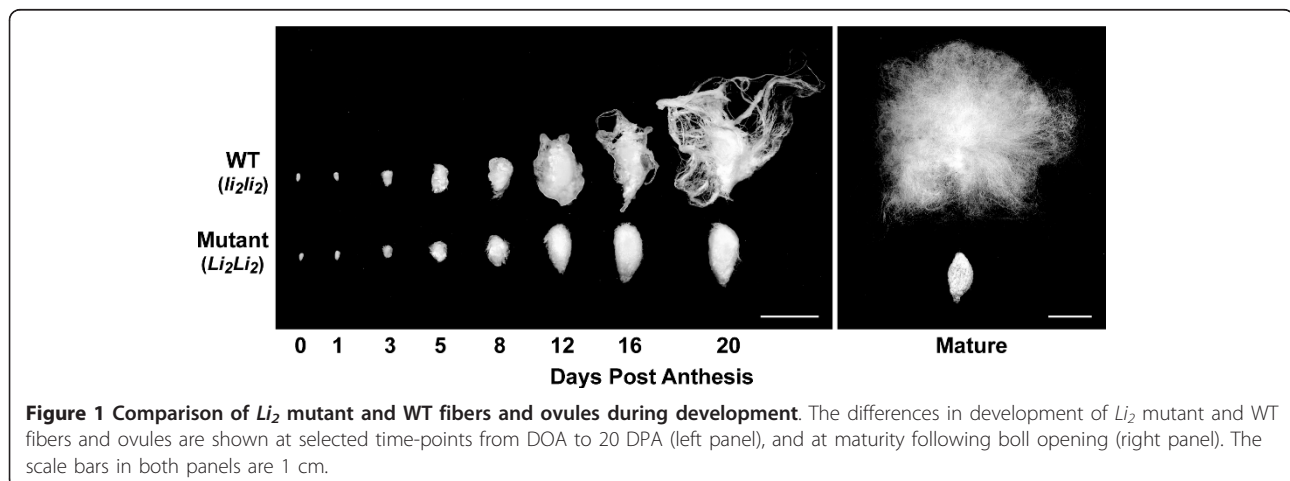 WT
(li2li2)
Mutant
(Li2Li2)
0 1 3 5 8 12 16 20
Mature
Days Post Anthesis
Figure 1 Comparison of Li2 mutant and WT fibers and ovules during development. The differences in development of Li2 mutant and WT
fibers and ovules are shown at selected time-points from DOA to 20 DPA (left panel), and at maturity following boll opening (right panel). The
scale bars in both panels are 1 cm.